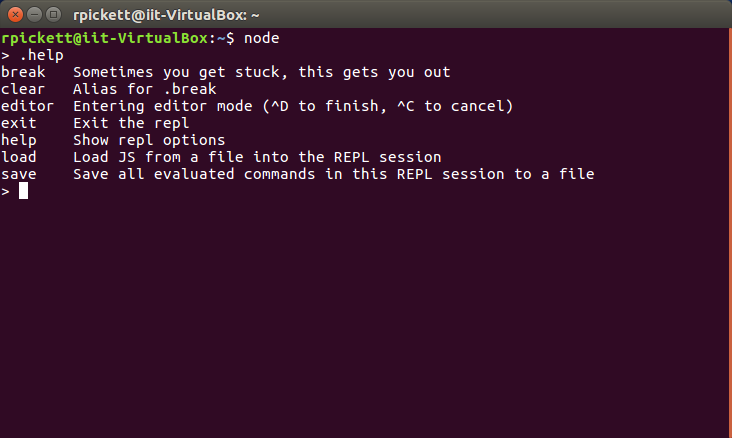 rpickett@iit-VirtualBox: ~
rpickett@iit-VirtualBox:~$ node
> .help
break   Sometimes you get stuck, this gets you out
clear   Alias for .break
editor  Entering editor mode (^D to finish, ^C to cancel)
exit    Exit the repl
help    Show repl options
load    Load JS from a file into the REPL session
save    Save all evaluated commands in this REPL session to a file
>